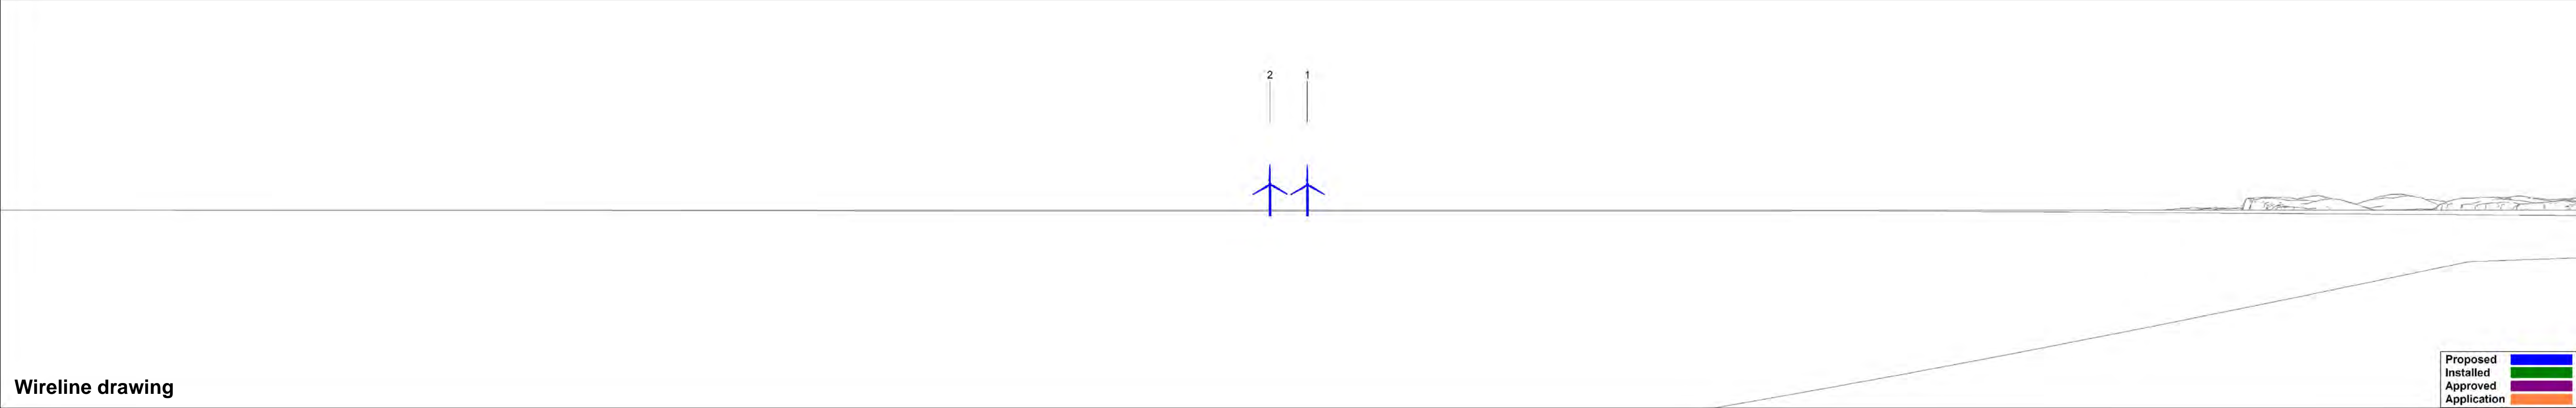 2 1
Wireline drawing
Proposed
Installed
Approved
Application